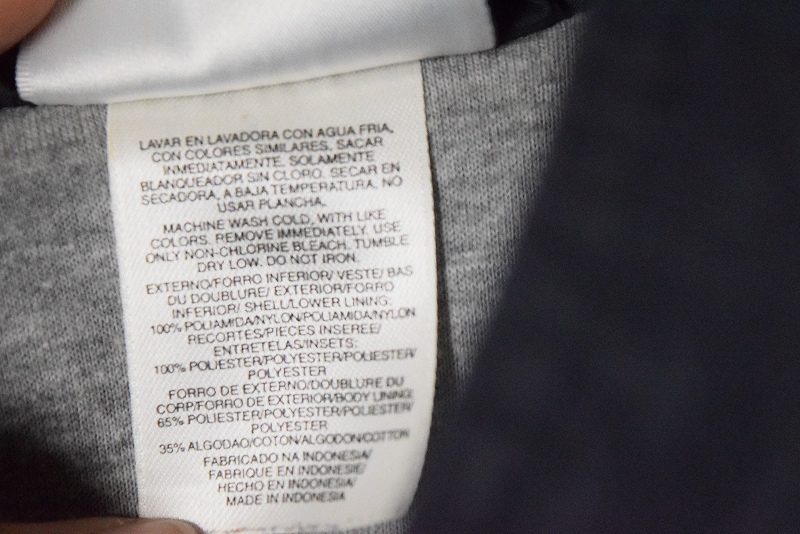 LAVAR EN LAVADORA CON AGUA FRIA,
CON COLORES SIMILARES. SACAR
INMEDIATAMENTE. SOLAMENTE
BLANQUEADOR SIN CLORO. SECAR EN
SECADORA, A BAJA TEMPERATURA. NO
USAR PLANCHA.
MACHINE WASH COLD, WITH LIKE
COLORS. REMOVE IMMEDIATELY. USE
ONLY NON-CHLORINE BLEACH. TUMBLE
DRY LOW. DO NOT IRON.
EXTERNO/FORRO INFERIOR/ VESTE/ BAS
DU DOUBLURE/ EXTERIOR/FORRO
INFERIOR/ SHELL/LOWER LINING:
100% POLIAMIDA/NYLON/POLIAMIDA/NYLON
RECORTES/PIECES INSEREE/
ENTRETELAS/INSETS:
100% POLIESTER/POLYESTER/POLIESTER/
POLYESTER
FORRO DE EXTERNO/DOUBLURE DU
CORP/FORRO DE EXTERIOR/BODY LINING:
65% POLIESTER/POLYESTER/POLIESTER/
POLYESTER
35% ALGODAO/COTON/ALGODON/COTTON
FABRICADO NA INDONESIA/
FABRIQUE EN INDONESIE/
HECHO EN INDONESIA/
MADE IN INDONESIA